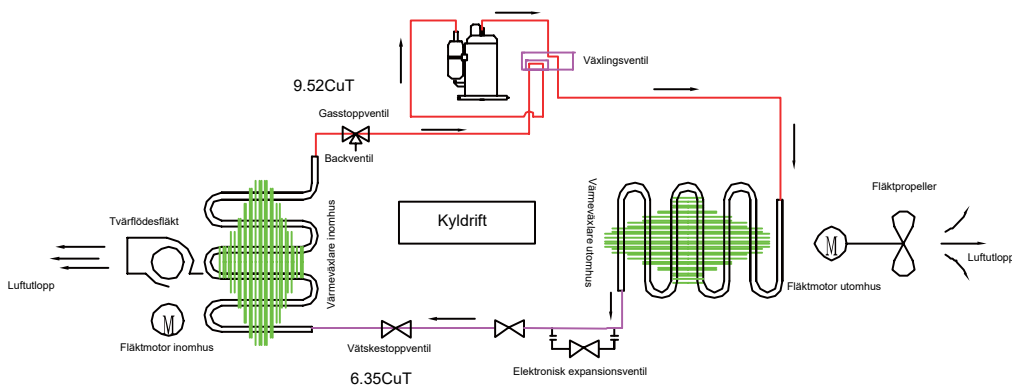 Växlingsventil
9.52CuT
Gasstoppventil
Backventil
Värmeväxlare inomhus
Kyldrift
Värmeväxlare utomhus
Fläktpropeller
Tvärflödesfläkt
M
Luftutlopp
Luftutlopp
Fläktmotor utomhus
M
Fläktmotor inomhus
Vätskestoppventil
Elektronisk expansionsventil
6.35CuT